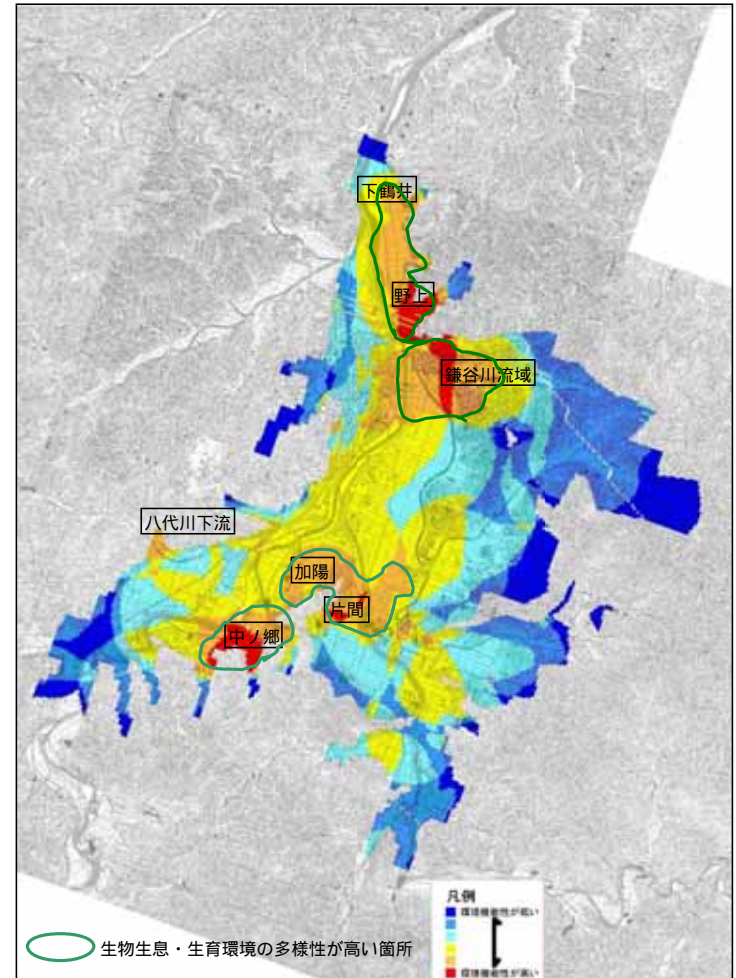 下鶴井
野上
鎌谷川流域
八代川下流
加陽
片間
中ノ郷
凡例
環境機能性が低い
環境機能性が高い
生物生息・生育環境の多様性が高い箇所